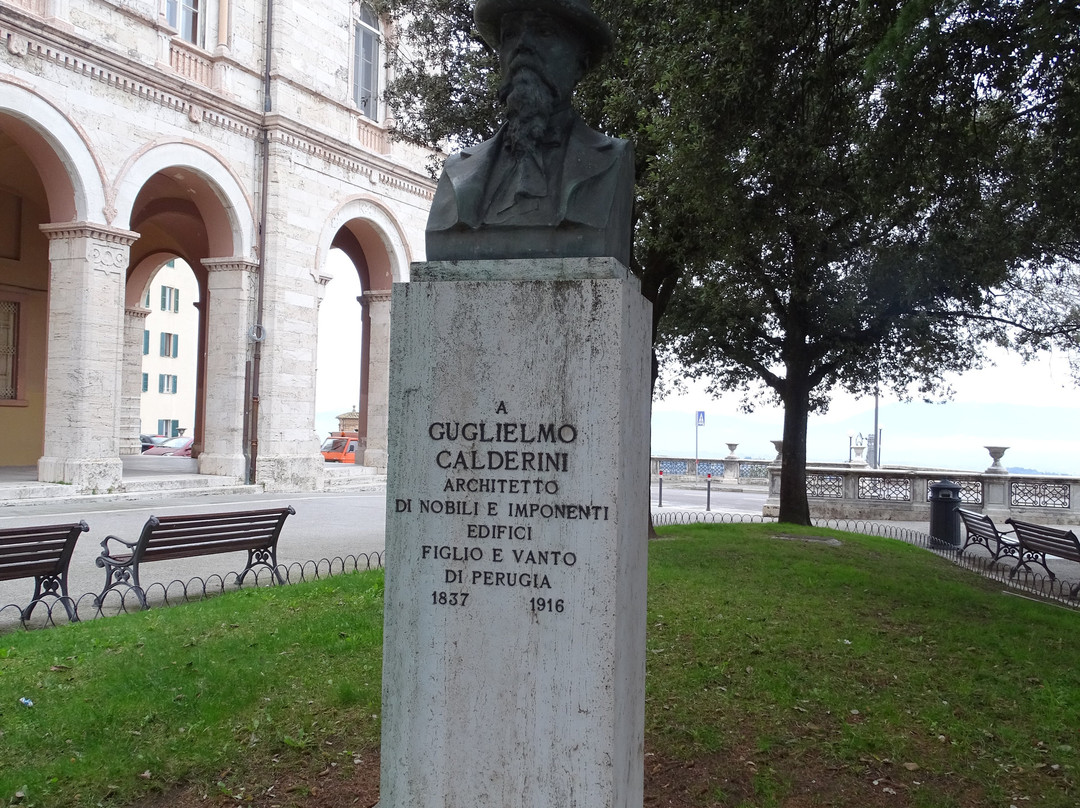 A
GUGLIELMO
CALDERINI
ARCHITETTO
DI NOBILI E IMPONENTI
EDIFICI
FIGLIO E VANTO
DI PERUGIA
1837 1916